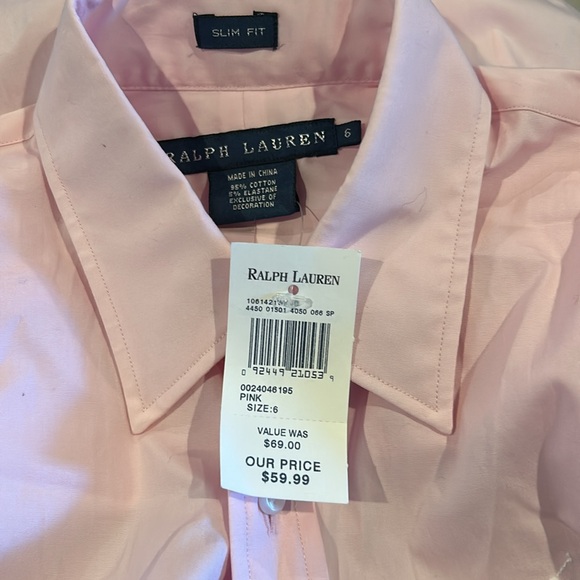 SLIM FIT
RALPH LAUREN 6
MADE IN CHINA
95% COTTON
5% ELASTANE
EXCLUSIVE OF
DECORATION
RALPH LAUREN
4450 01501 4050 066 SP
0 92449 21053 9
0024046195
PINK
SIZE:6
VALUE WAS
$69.00
OUR PRICE
$59.99